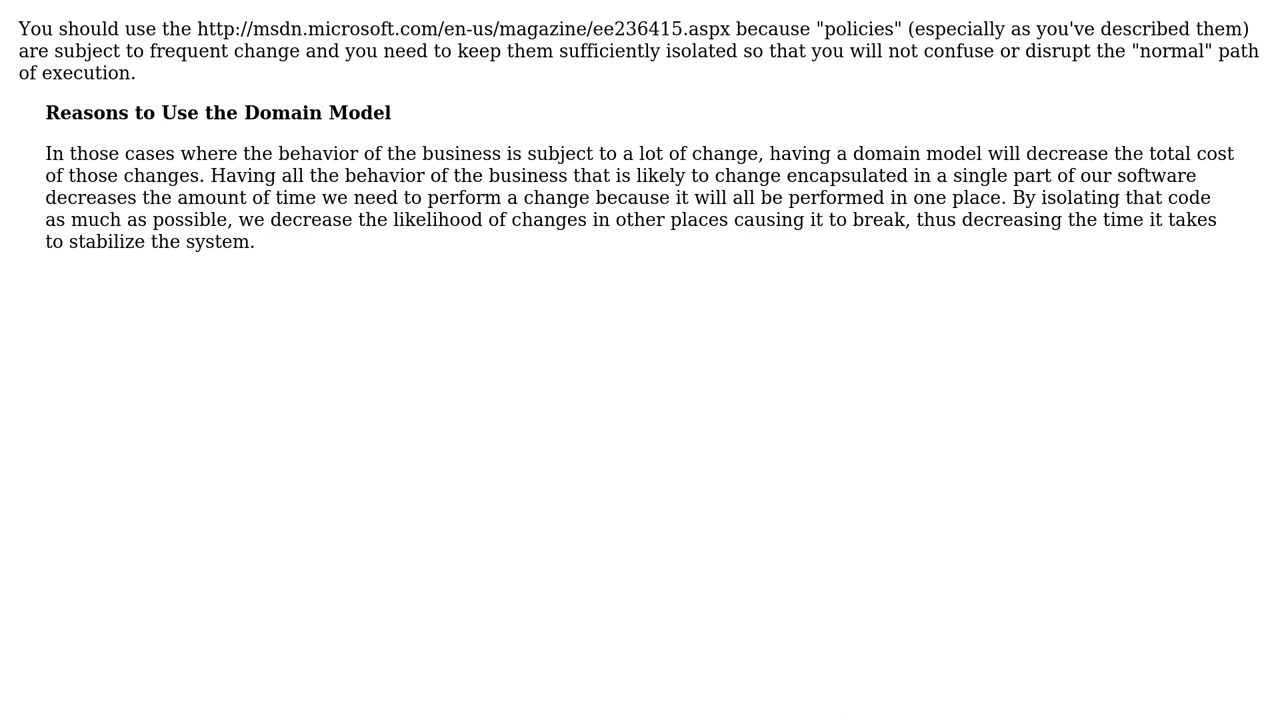 You should use the http://msdn.microsoft.com/en-us/magazine/ee236415.aspx because "policies" (especially as you've described them)
are subject to frequent change and you need to keep them sufficiently isolated so that you will not confuse or disrupt the "normal" path
of execution.
Reasons to Use the Domain Model
In those cases where the behavior of the business is subject to a lot of change, having a domain model will decrease the total cost
of those changes. Having all the behavior of the business that is likely to change encapsulated in a single part of our software
decreases the amount of time we need to perform a change because it will all be performed in one place. By isolating that code
as much as possible, we decrease the likelihood of changes in other places causing it to break, thus decreasing the time it takes
to stabilize the system.